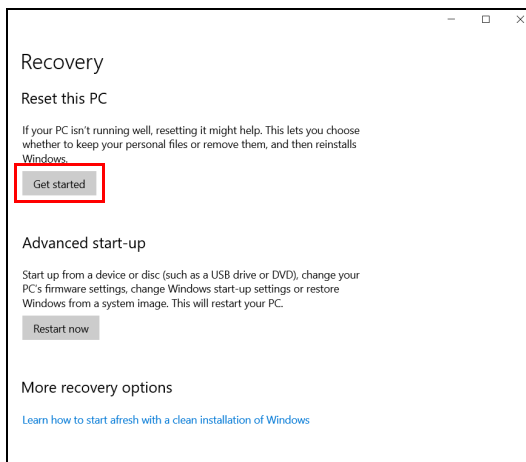 Recovery
Reset this PC
If your PC isn't running well, resetting it might help. This lets you choose
whether to keep your personal files or remove them, and then reinstalls
Windows.
Get started
Advanced start-up
Start up from a device or disc (such as a USB drive or DVD), change your
PC's firmware settings, change Windows start-up settings or restore
Windows from a system image. This will restart your PC.
Restart now
More recovery options
Learn how to start afresh with a clean installation of Windows